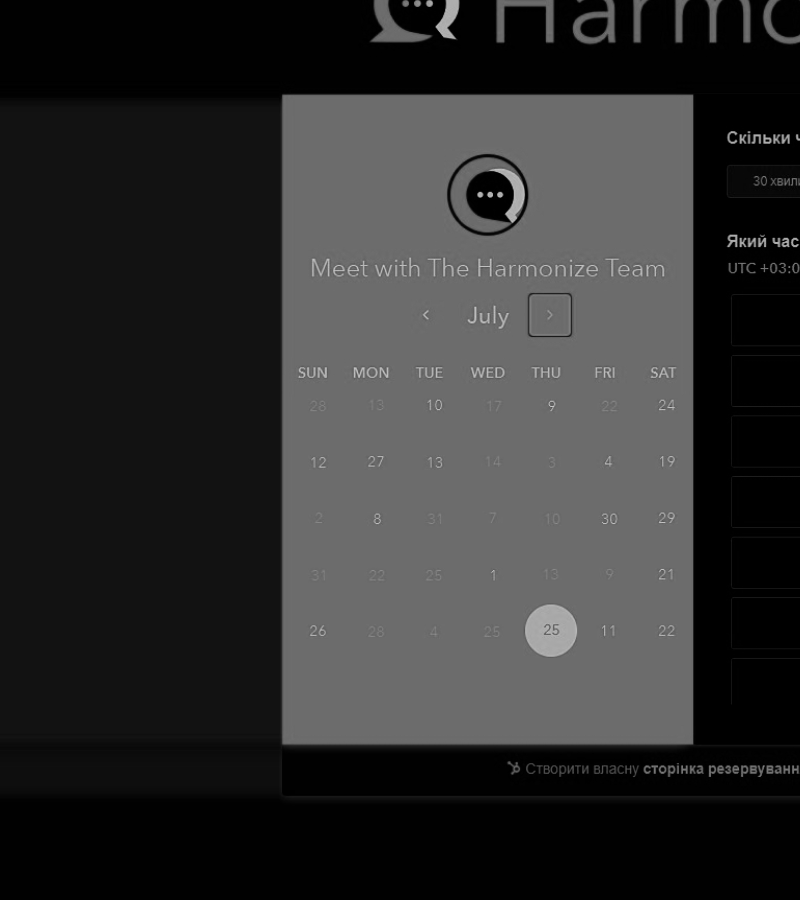 Harmo
Meet with The Harmonize Team
July
SUN MON TUE WED THU FRI SAT
28 13 10 17 9 22 24
12 27 13 14 3 4 19
2 8 31 7 10 30 29
31 22 25 1 13 9 21
26 28 4 25 25 11 22
Скільки ч
30 хвили
Який час
UTC +03:0
Створити власну сторінка резервуванн